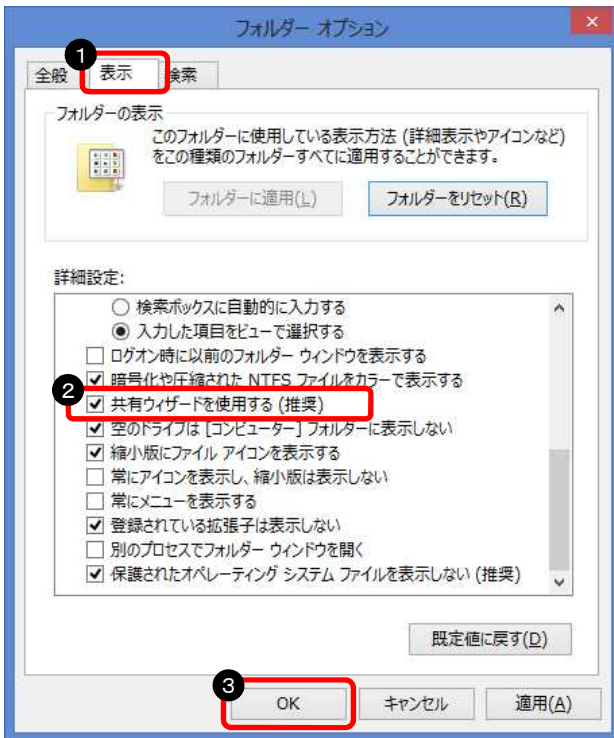 フォルダー オプション
1
全般 表示 検索
フォルダーの表示
このフォルダーに使用している表示方法 (詳細表示やアイコンなど)
をこの種類のフォルダーすべてに適用することができます。
フォルダーに適用(L) フォルダーをリセット(R)
詳細設定:
検索ボックスに自動的に入力する
入力した項目をビューで選択する
ログオン時に以前のフォルダー ウィンドウを表示する
暗号化や圧縮された NTFS ファイルをカラーで表示する
2
共有ウィザードを使用する (推奨)
空のドライブは [コンピューター] フォルダーに表示しない
縮小版にファイル アイコンを表示する
常にアイコンを表示し、縮小版は表示しない
常にメニューを表示する
登録されている拡張子は表示しない
別のプロセスでフォルダー ウィンドウを開く
保護されたオペレーティング システム ファイルを表示しない (推奨)
既定値に戻す(D)
3
OK キャンセル 適用(A)